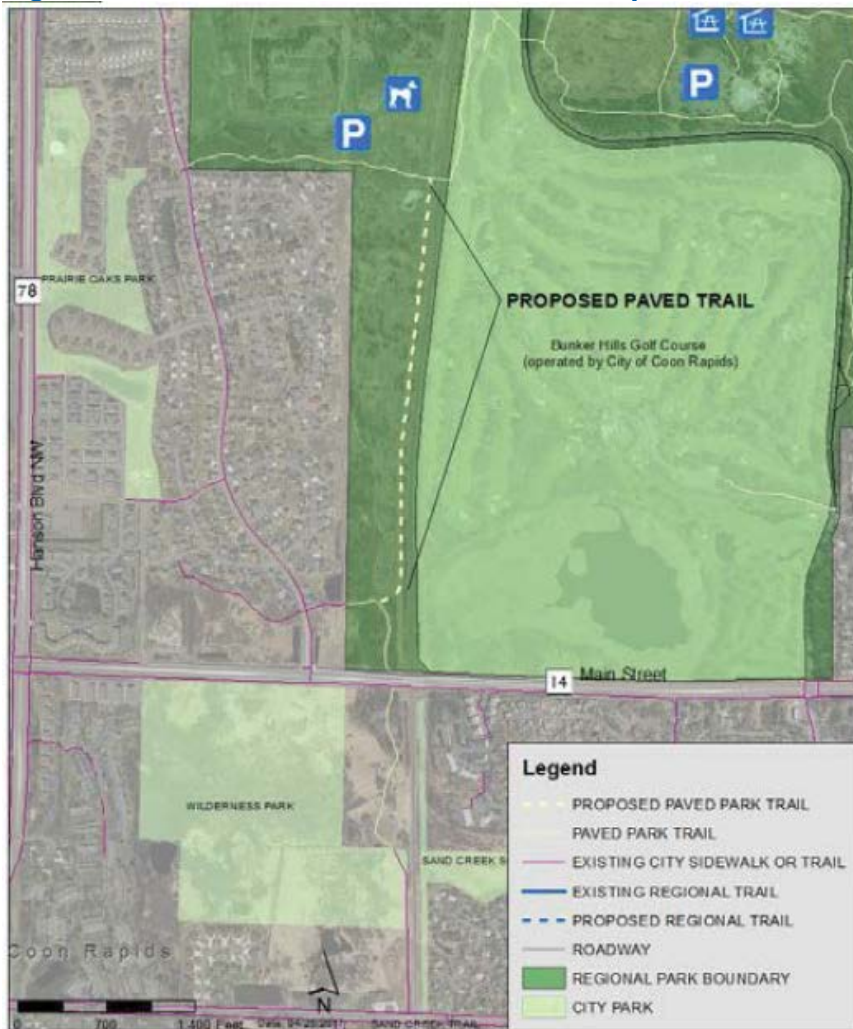 P
P
PRAIRIE OAKS PARK
78
PROPOSED PAVED TRAIL
Bunker Hills Golf Course
(operated by City of Coon Rapids)
Hanson Blvd NW
14 Main Street
WILDERNESS PARK
SAND CREEK
Coon Rapids
N
0 700 1,400 Feet
SAND CREEK TRAIL
Legend
PROPOSED PAVED PARK TRAIL
PAVED PARK TRAIL
EXISTING CITY SIDEWALK OR TRAIL
EXISTING REGIONAL TRAIL
PROPOSED REGIONAL TRAIL
ROADWAY
REGIONAL PARK BOUNDARY
CITY PARK